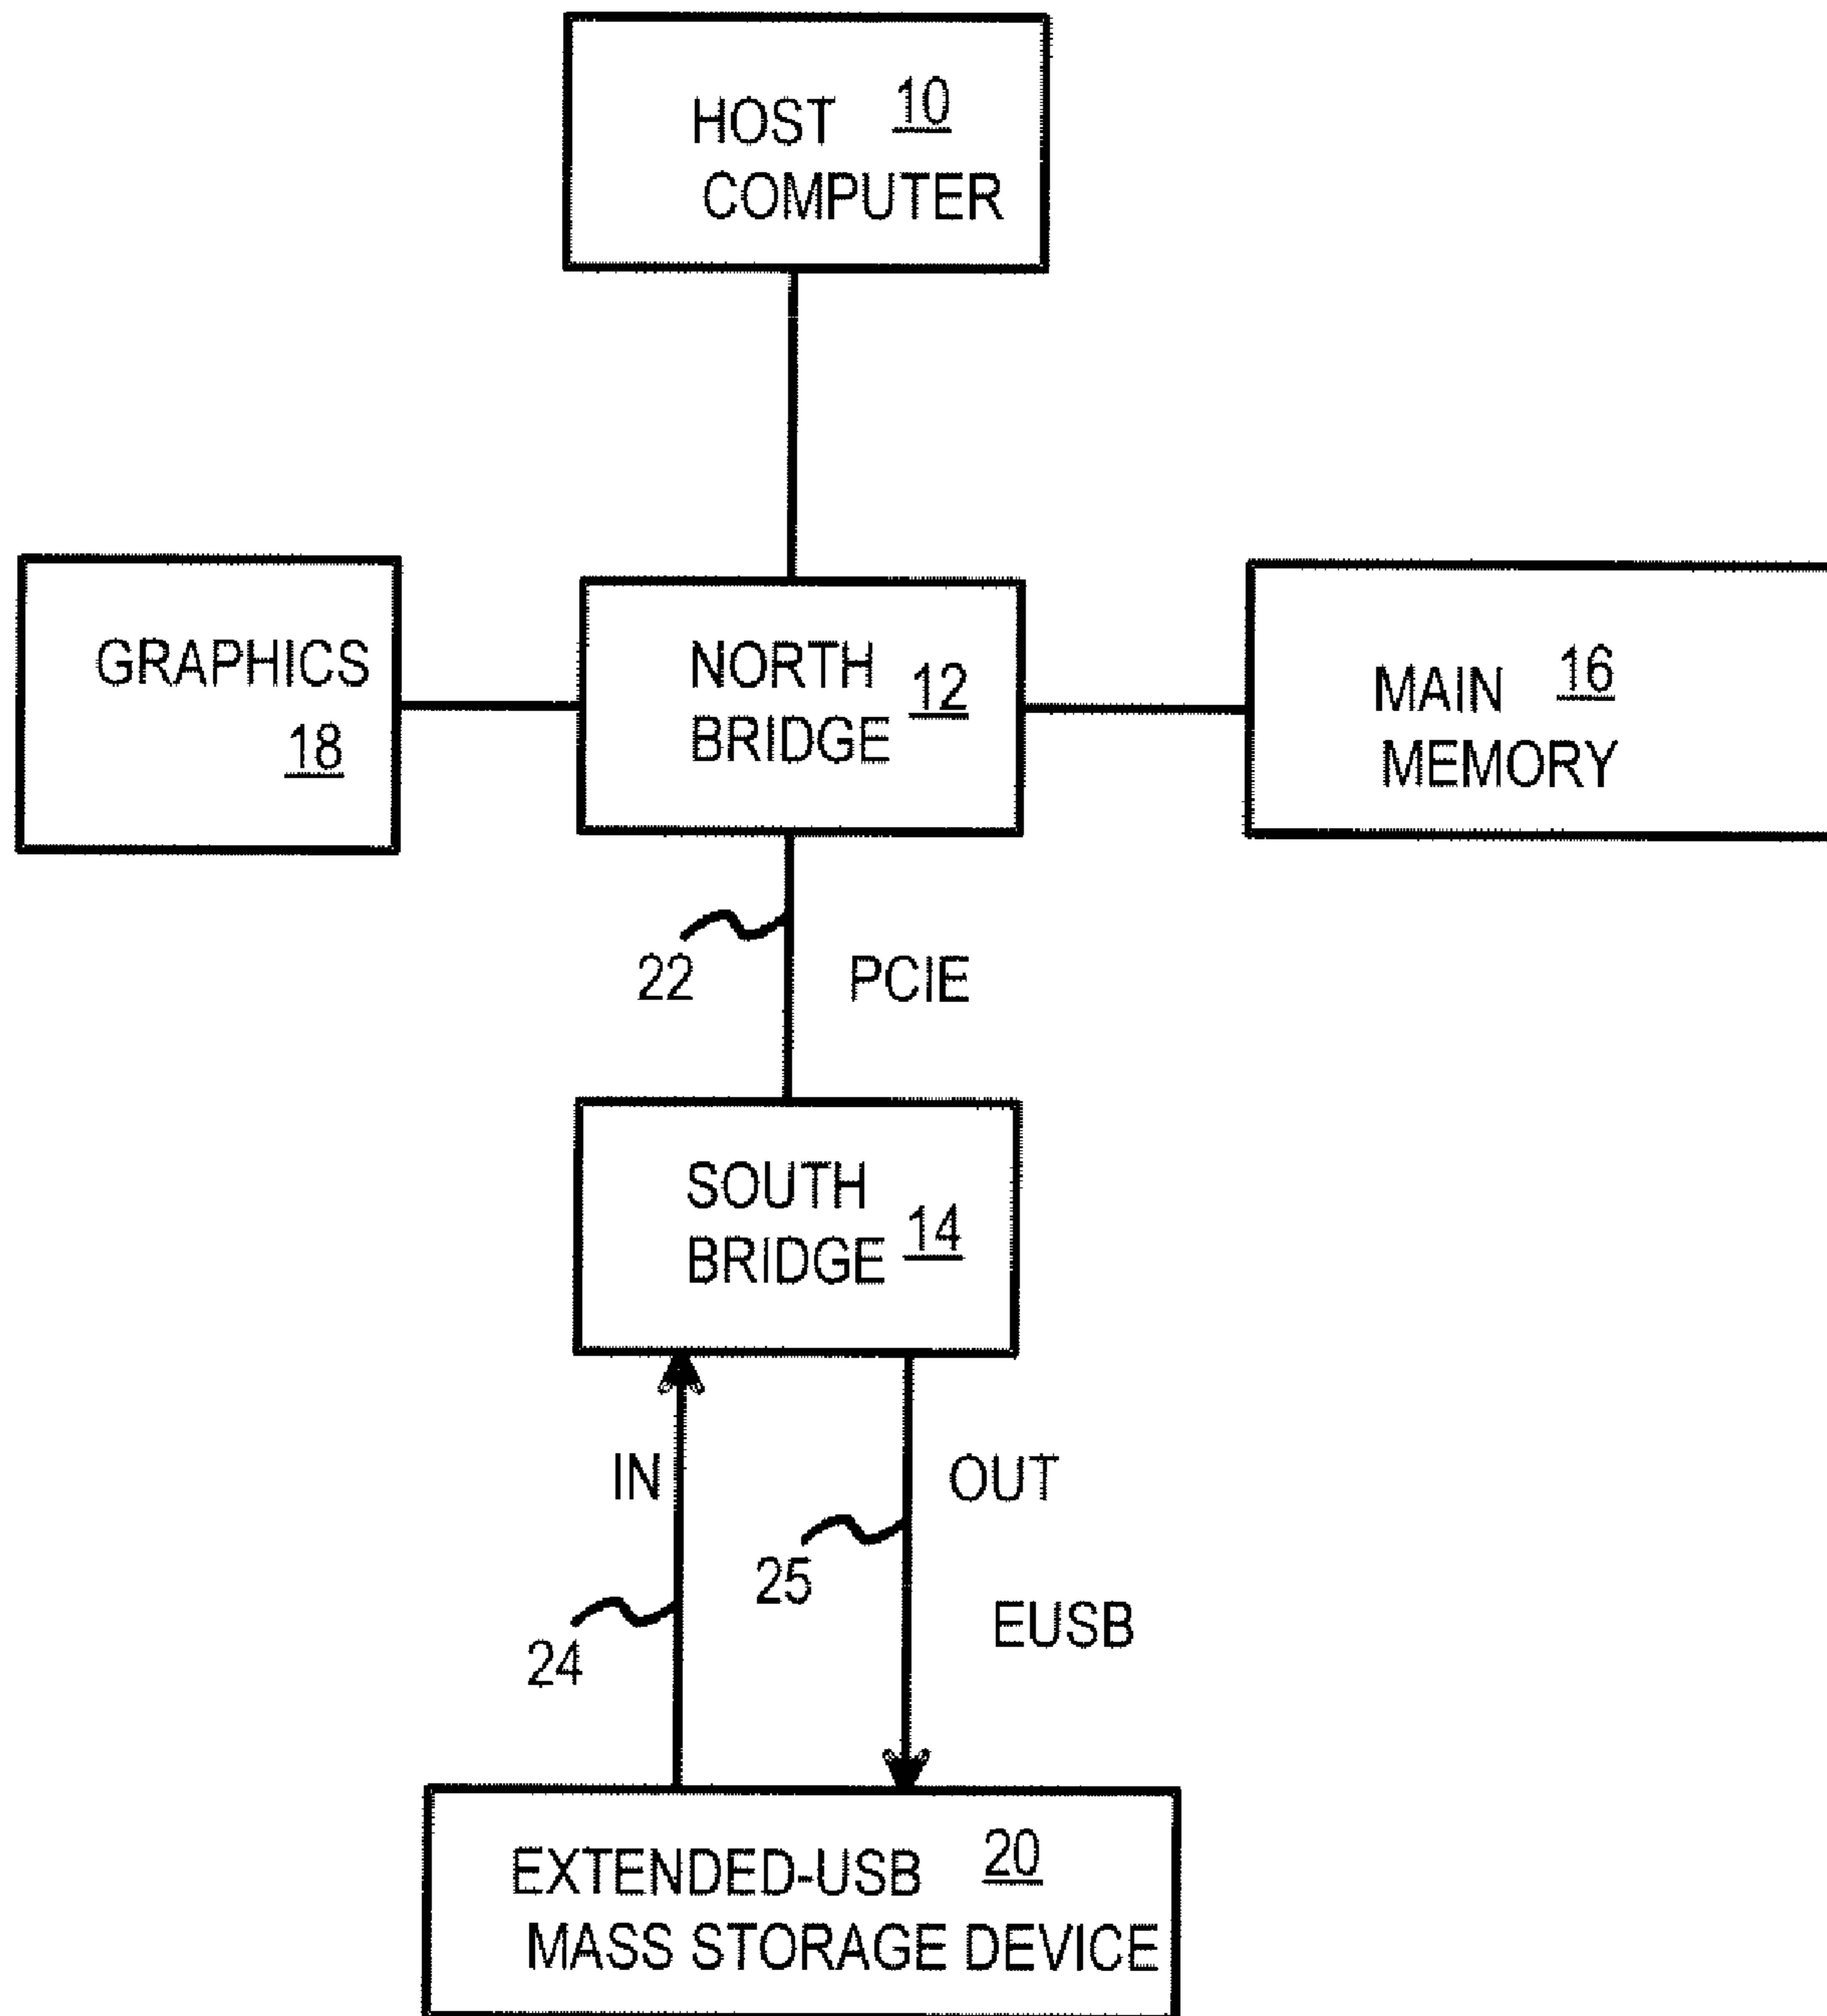 HOST 10
COMPUTER
GRAPHICS
18
NORTH
BRIDGE 12
MAIN 16
MEMORY
22
PCIE
SOUTH
BRIDGE 14
IN
OUT
25
24
EUSB
EXTENDED-USB 20
MASS STORAGE DEVICE